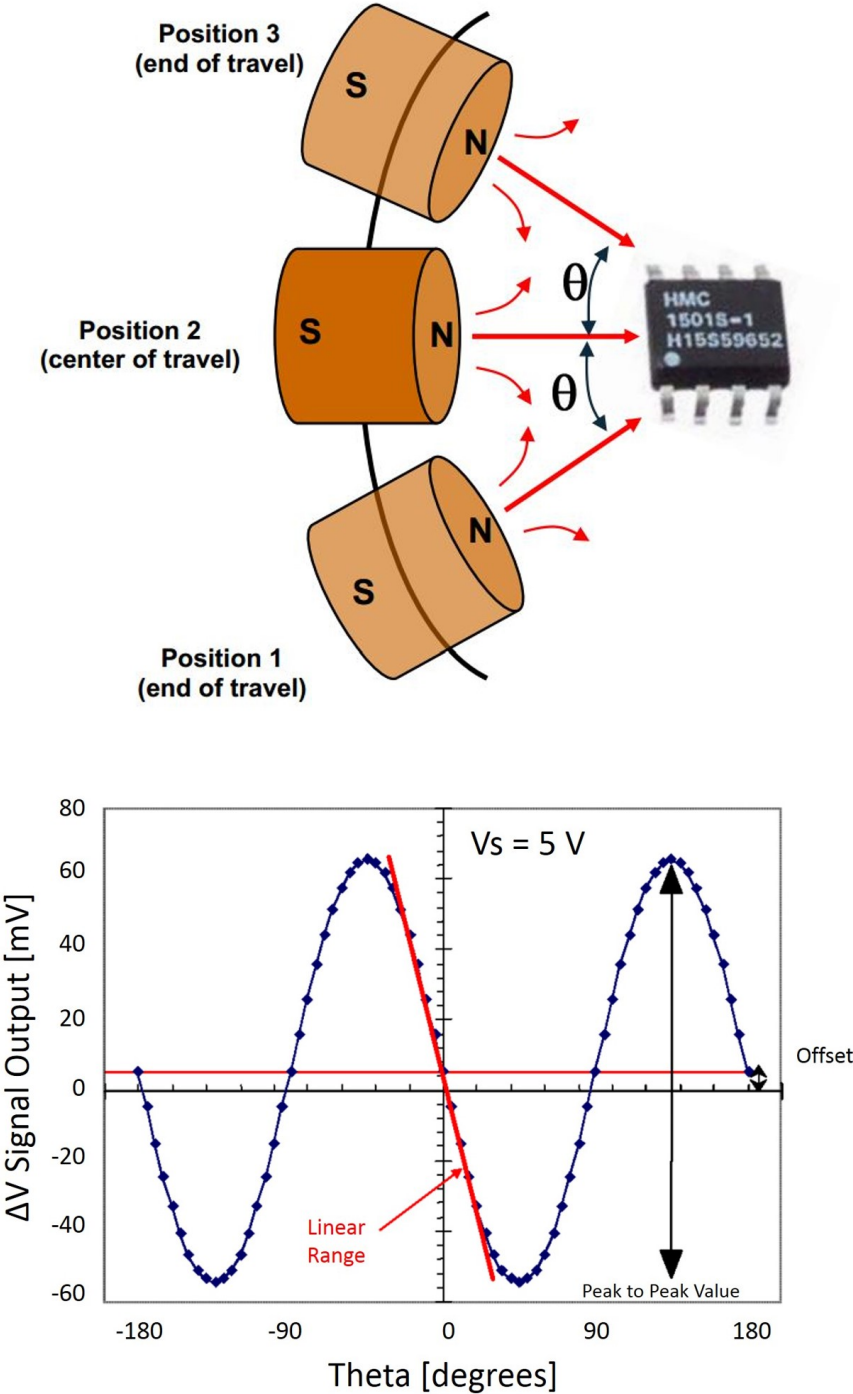 Position 3
(end of travel)
S
N
Position 2
(center of travel)
S
N
θ
θ
HMC
1501S-1
H15S59652
N
S
Position 1
(end of travel)
80
60
40
20
0
-20
-40
-60
ΔV Signal Output [mV]
Vs = 5 V
Offset
Linear
Range
Peak to Peak Value
-180
-90
0
90
180
Theta [degrees]